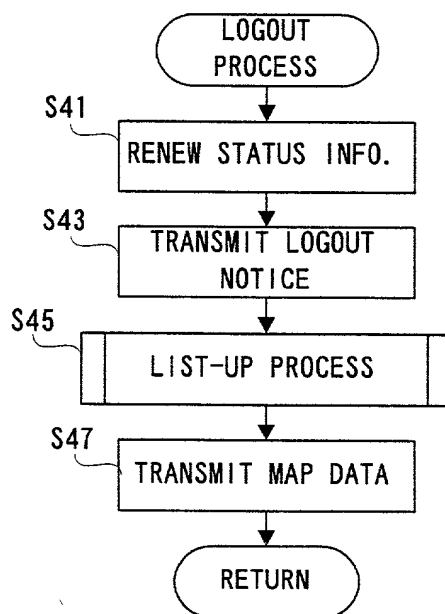 LOGOUT
PROCESS
S41
RENEW STATUS INFO.
S43
TRANSMIT LOGOUT
NOTICE
S45
LIST-UP PROCESS
S47
TRANSMIT MAP DATA
RETURN